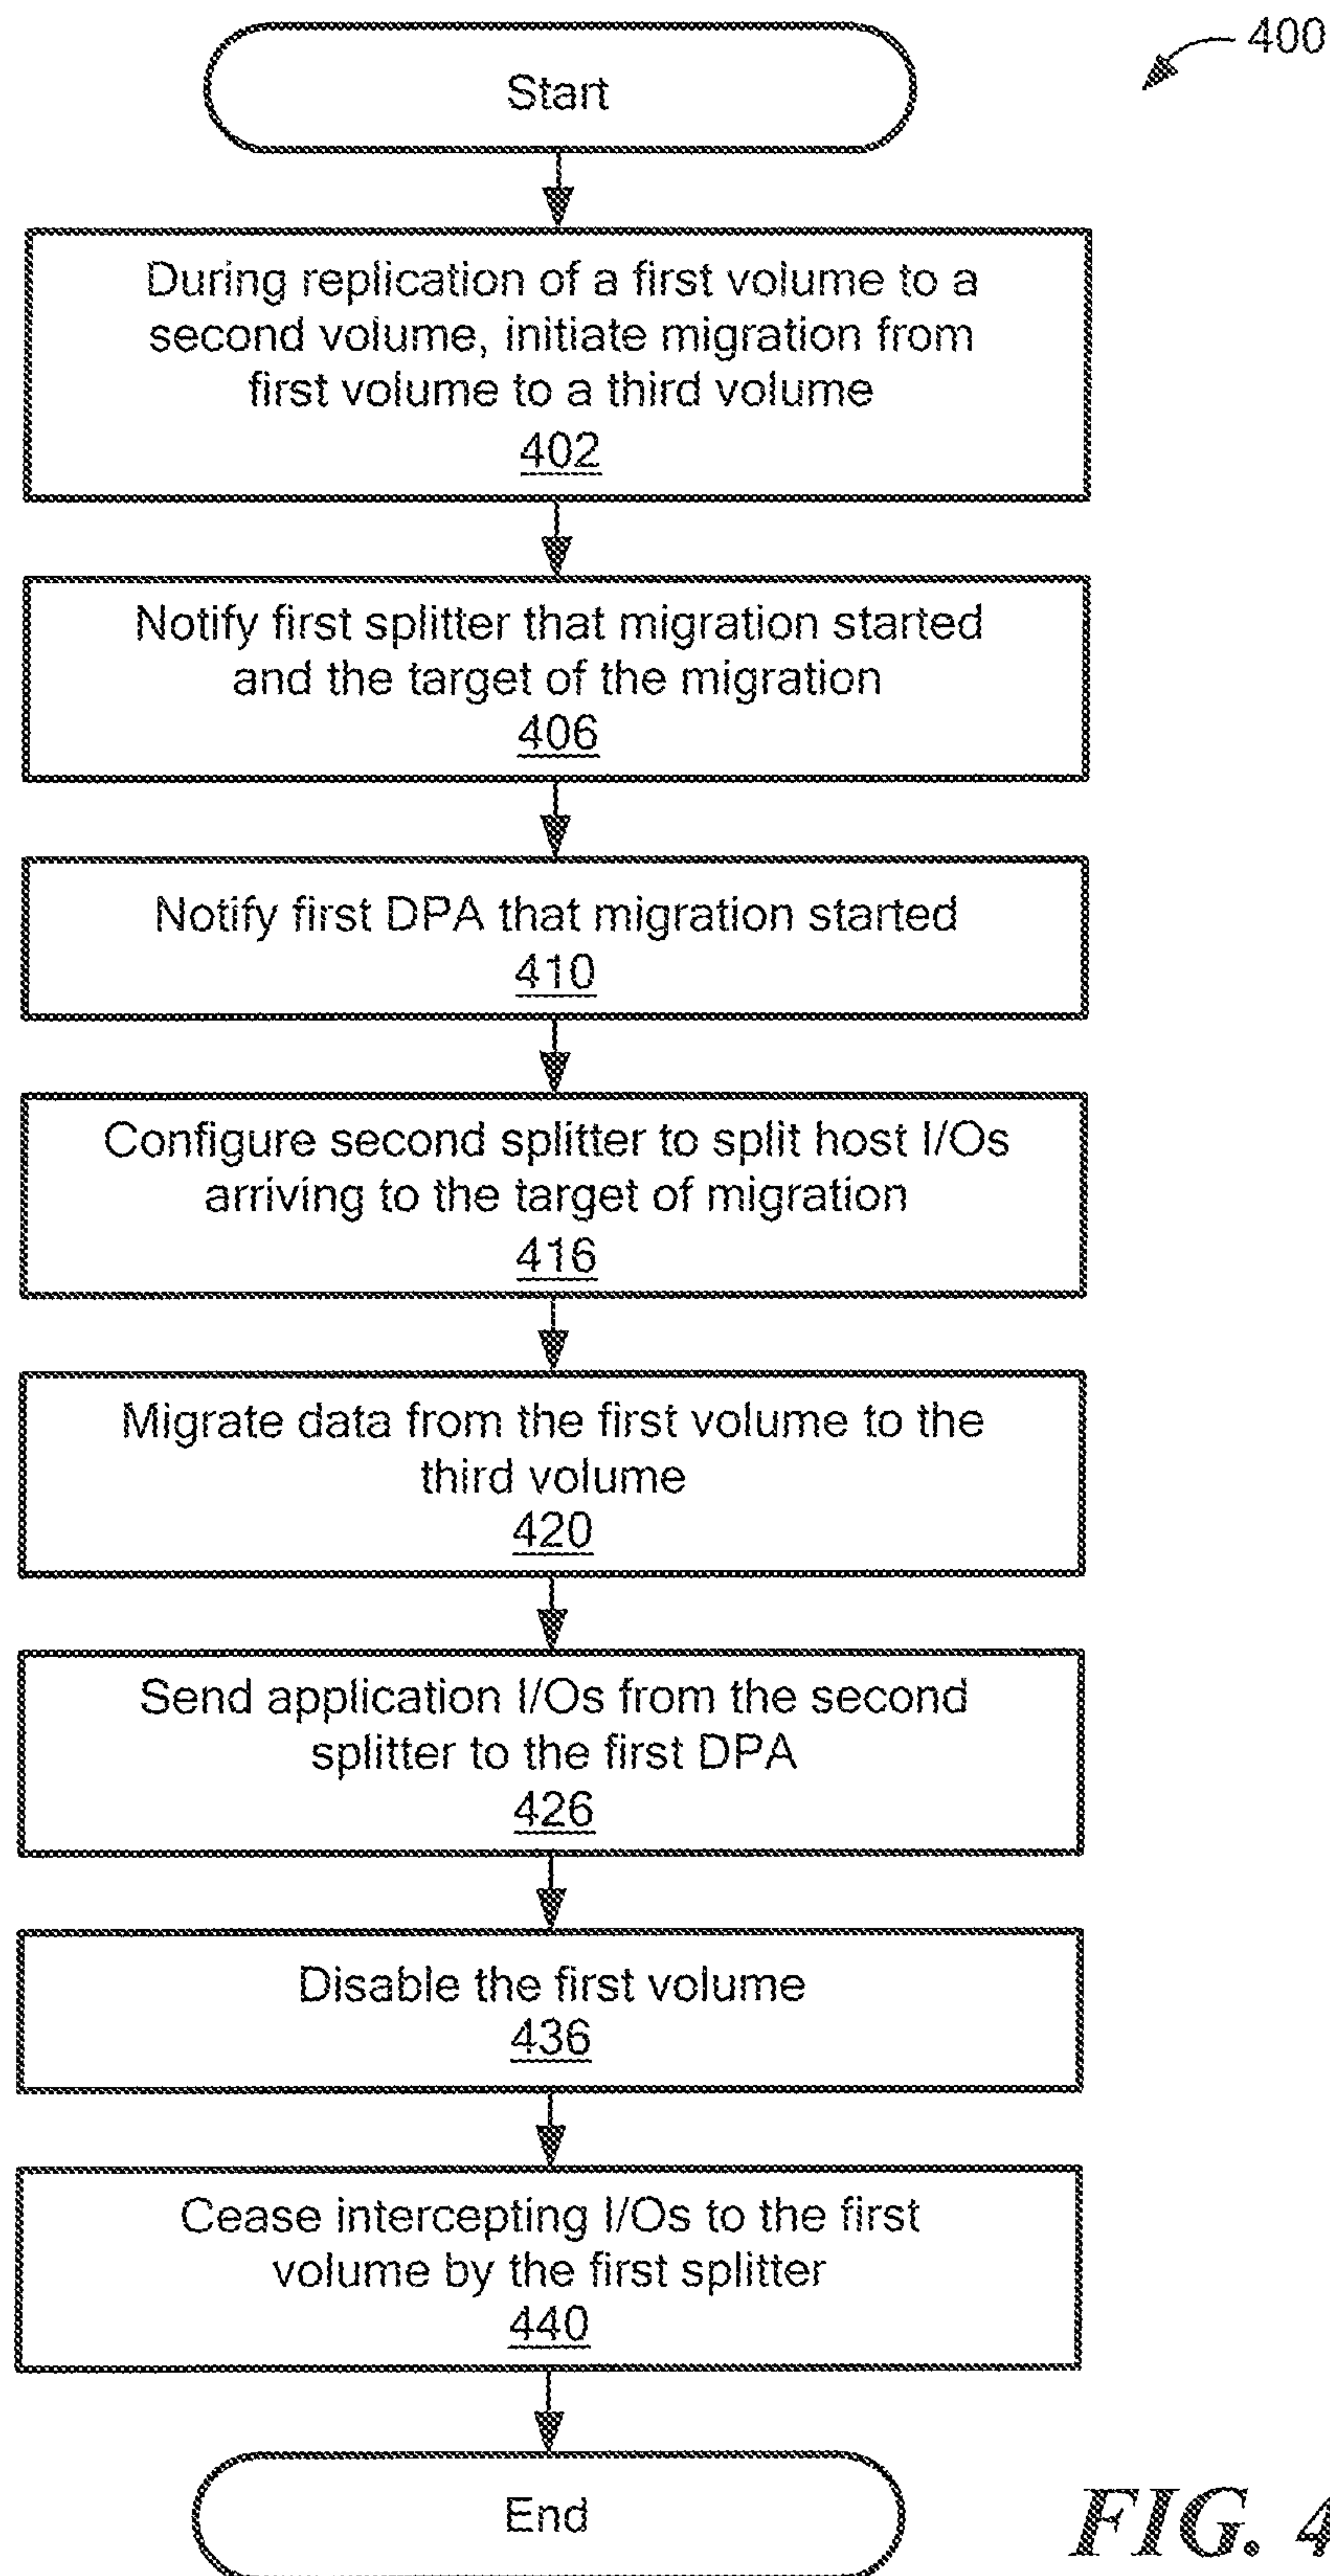 400
Start
During replication of a first volume to a
second volume, initiate migration from
first volume to a third volume
402
Notify first splitter that migration started
and the target of the migration
406
Notify first DPA that migration started
410
Configure second splitter to split host I/Os
arriving to the target of migration
416
Migrate data from the first volume to the
third volume
420
Send application I/Os from the second
splitter to the first DPA
426
Disable the first volume
436
Cease intercepting I/Os to the first
volume by the first splitter
440
End
FIG. 4